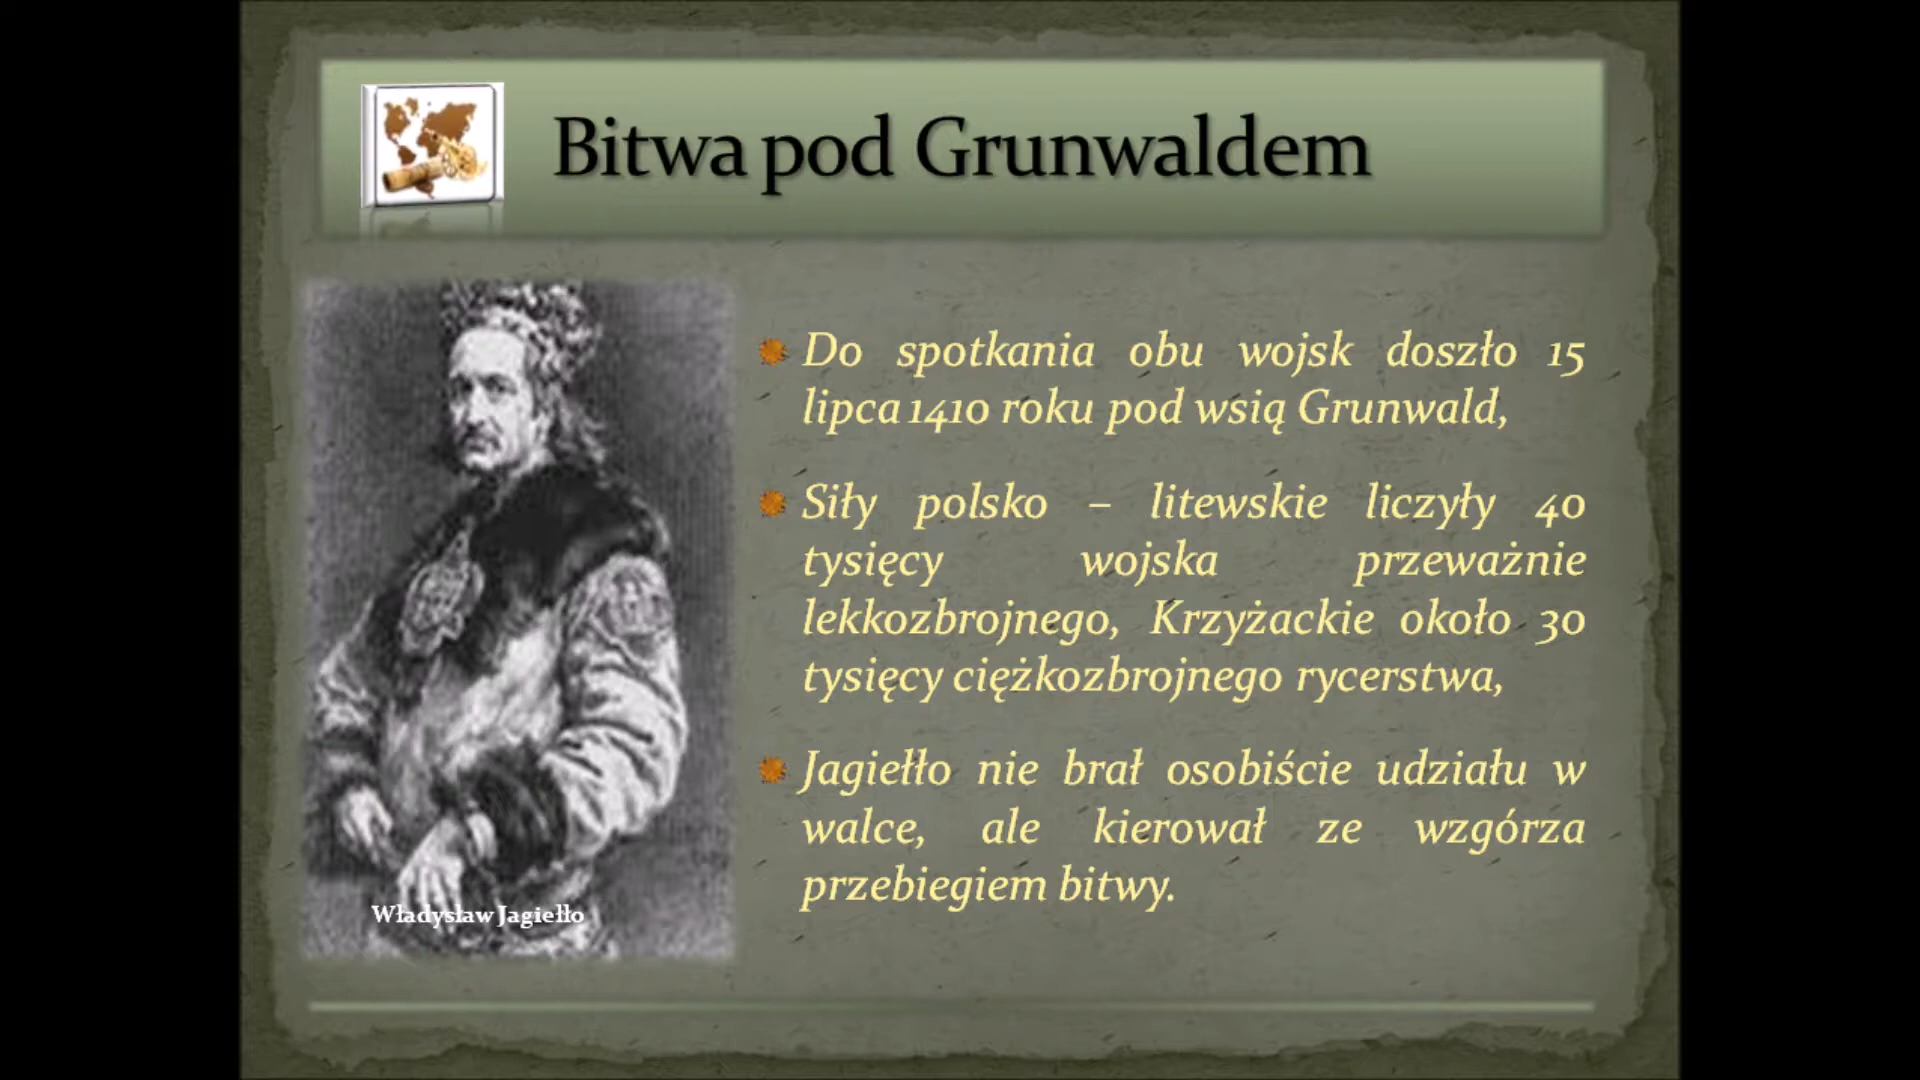 Bitwa pod Grunwaldem
Do spotkania obu wojsk doszło 15
lipca 1410 roku pod wsią Grunwald,
Siły polsko – litewskie liczyły 40
tysięcy wojska przeważnie
lekkozbrojnego, Krzyżackie około 30
tysięcy ciężkozbrojnego rycerstwa,
Jagiełło nie brał osobiście udziału w
walce, ale kierował ze wzgórza
przebiegiem bitwy.
Władysław Jagiełło